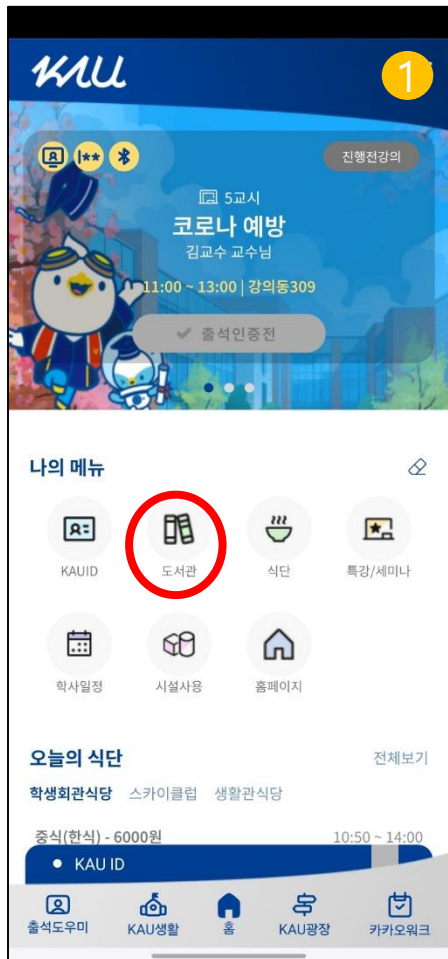 KAU
1
|**
진행전강의
5교시
코로나 예방
김교수 교수님
11:00 ~ 13:00 | 강의동309
✔ 출석인증전
나의 메뉴
KAUID 도서관 식단 특강/세미나
학사일정 시설사용 홈페이지
오늘의 식단 전체보기
학생회관식당 스카이클럽 생활관식당
중식(한식) - 6000원 10:50 ~ 14:00
• KAU ID
출석도우미 KAU생활 홈 KAU광장 카카오워크